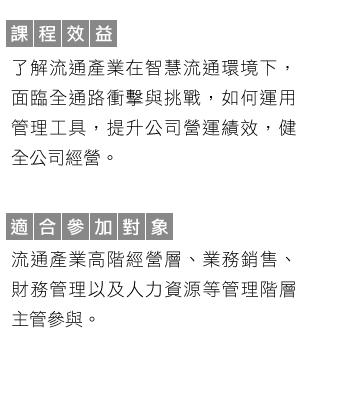 課程效益
了解流通產業在智慧流通環境下，
面臨全通路衝擊與挑戰，如何運用
管理工具，提升公司營運績效，健
全公司經營。
適合參加對象
流通產業高階經營層、業務銷售、
財務管理以及人力資源等管理階層
主管參與。